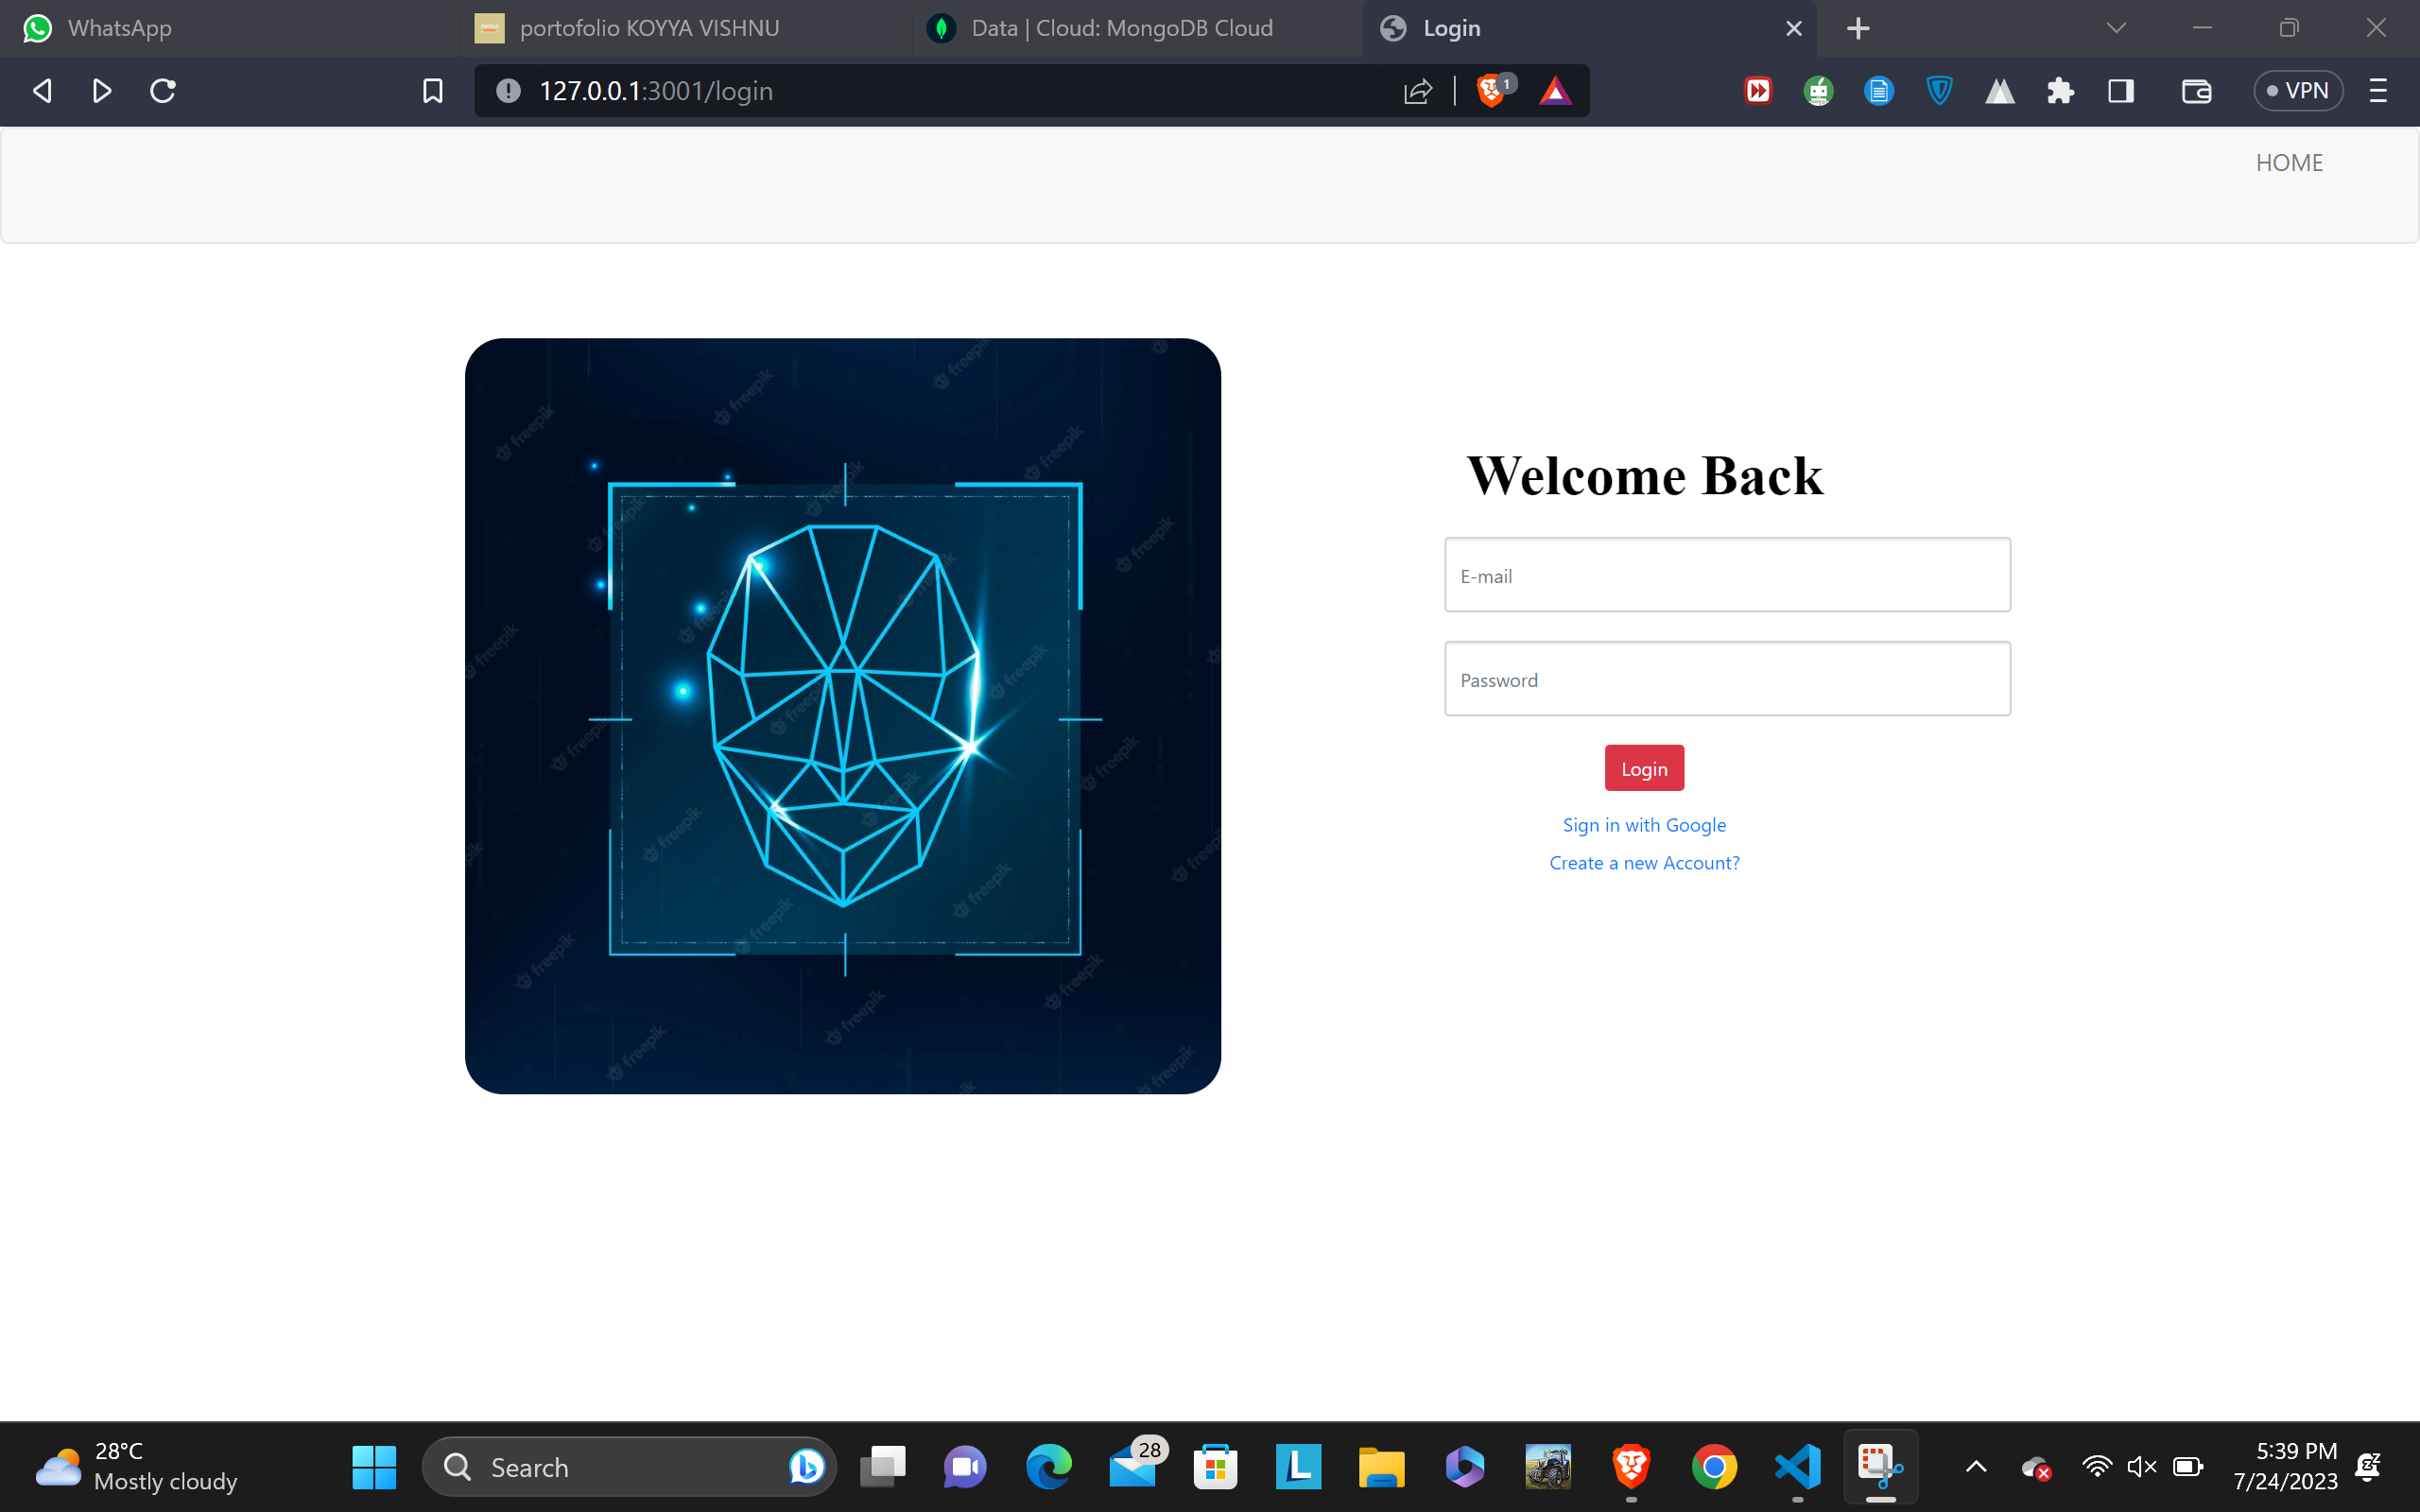 WhatsApp
portofolio KOYYA VISHNU
Data | Cloud: MongoDB Cloud
Login
127.0.0.1:3001/login
1
VPN
HOME
freepik
Welcome Back
E-mail
Password
Login
Sign in with Google
Create a new Account?
28°C
Mostly cloudy
Search
28
5:39 PM
7/24/2023